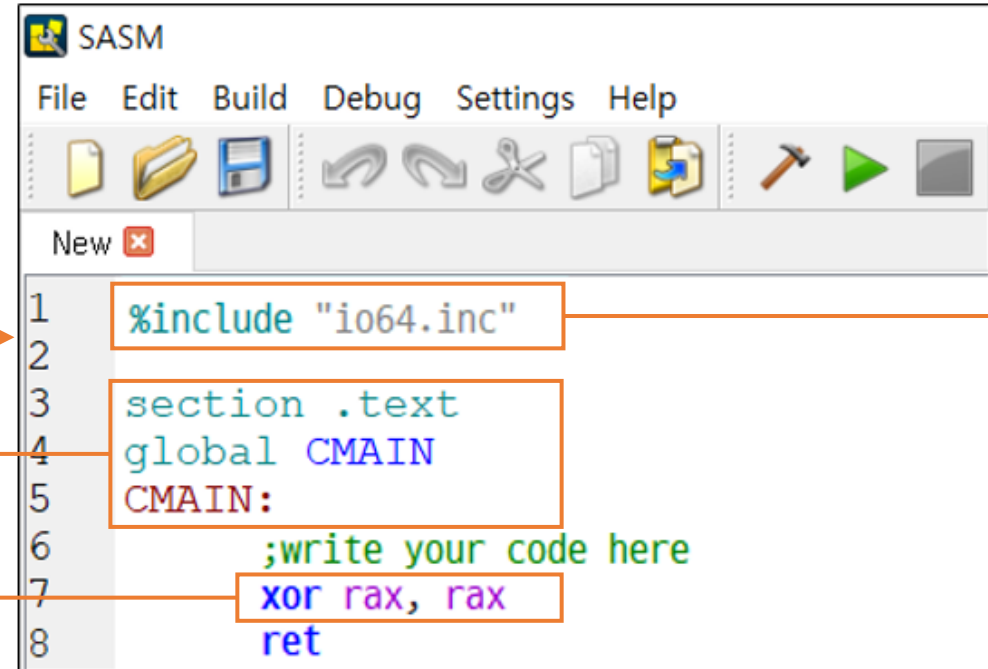 SASM
File Edit Build Debug Settings Help
New
1 %include "io64.inc"
2
3 section .text
4 global CMAIN
5 CMAIN:
6 ;write your code here
7 xor rax, rax
8 ret